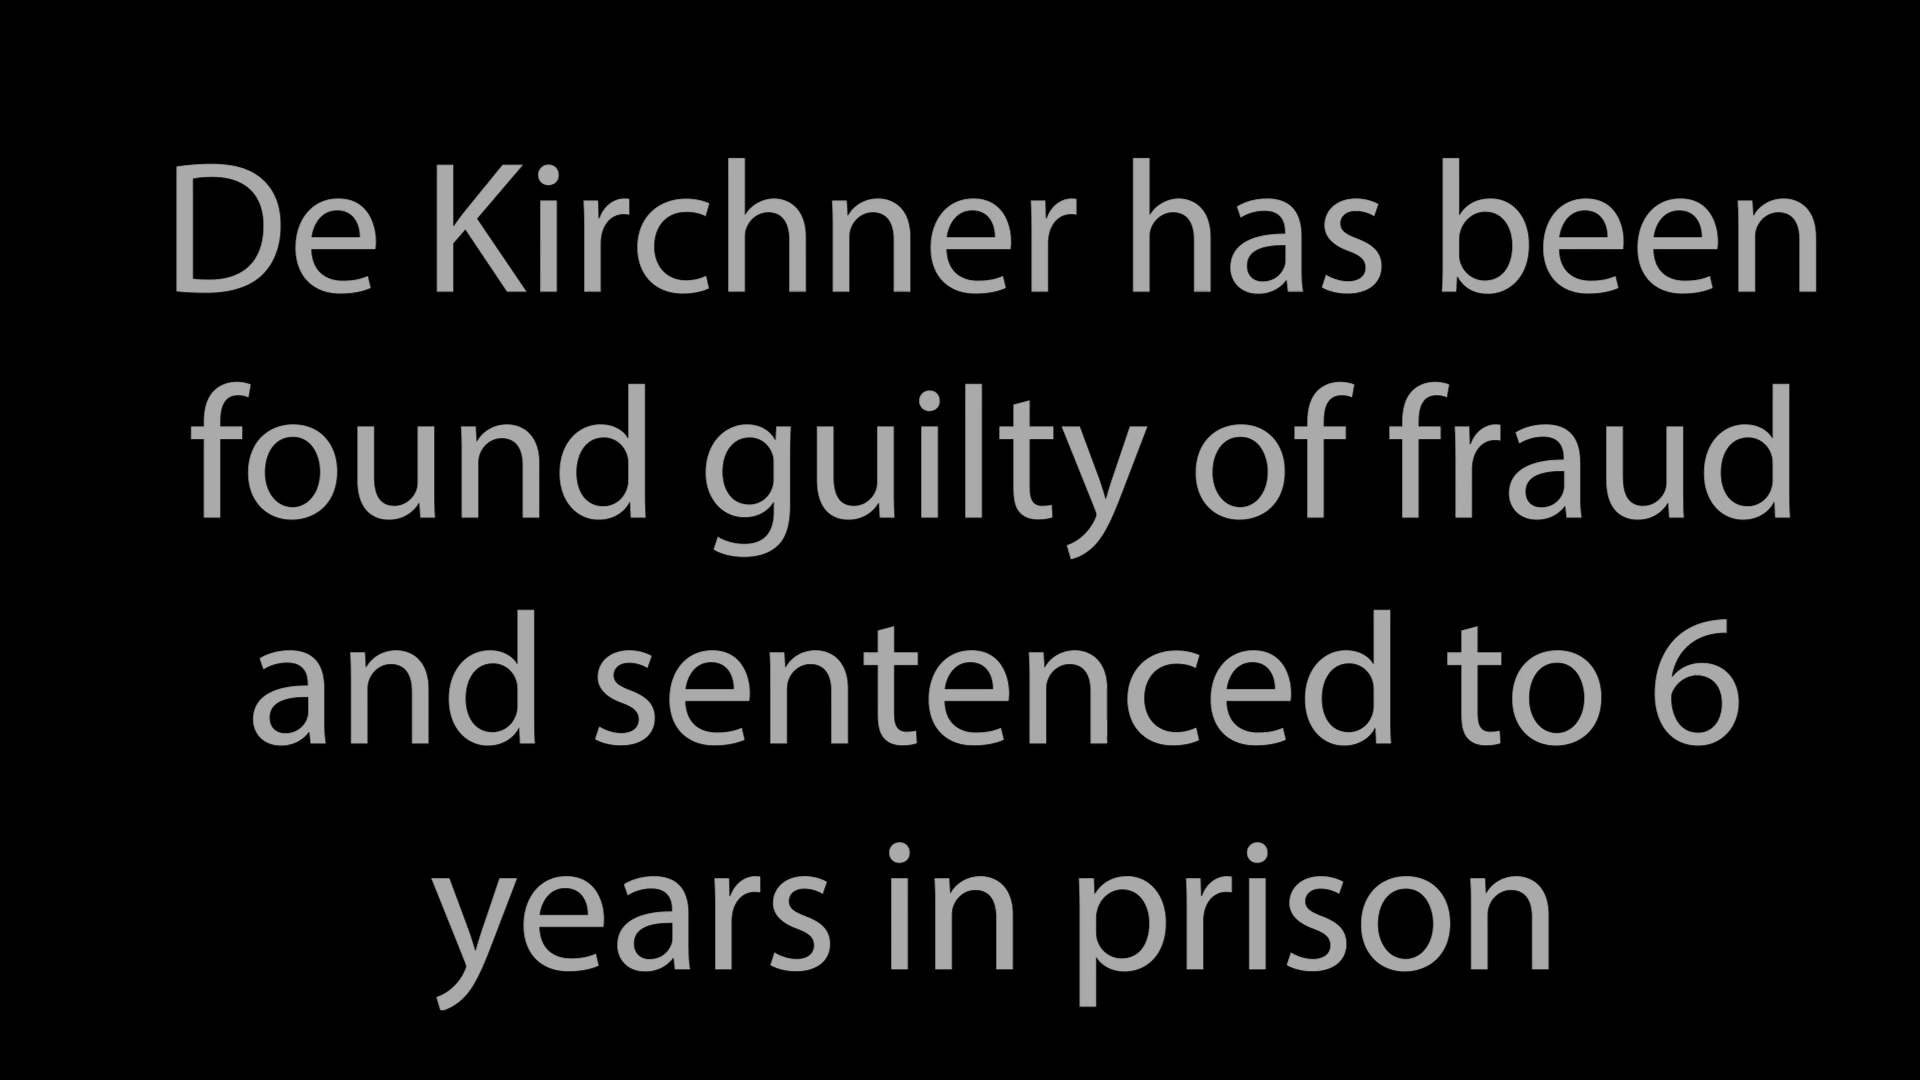 De Kirchner has been
found guilty of fraud
and sentenced to 6
years in prison